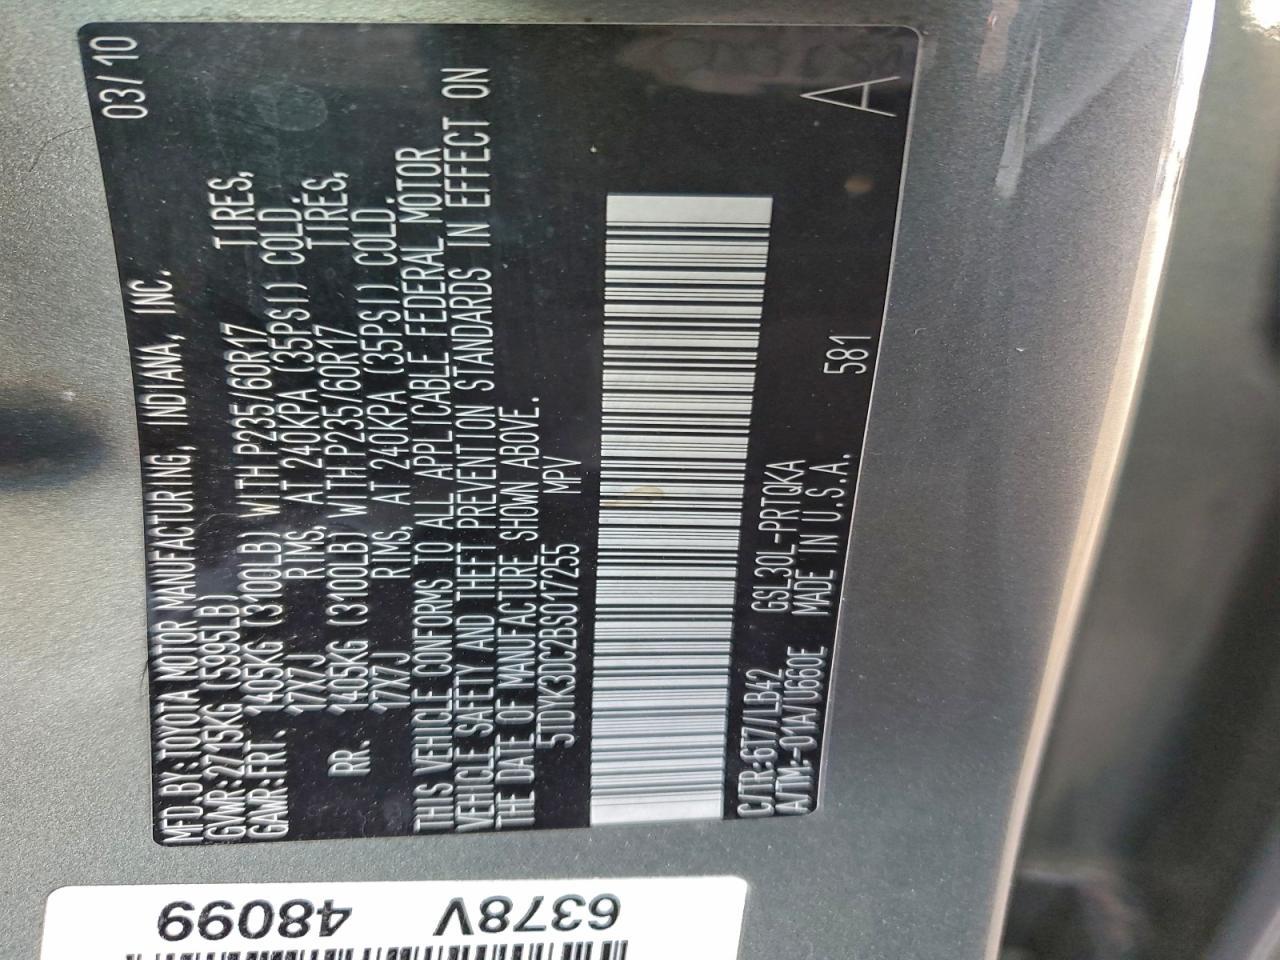 MFD.BY:TOYOTA MOTOR MANUFACTURING, INDIANA, INC. 03/10
GVWR:2715KG (5995LB)
GAWR:FRT. 1405KG (3100LB) WITH P235/60R17 TIRES,
17X7J RIMS, AT 240KPA (35PSI) COLD.
RR. 1405KG (3100LB) WITH P235/60R17 TIRES,
17X7J RIMS, AT 240KPA (35PSI) COLD.
THIS VEHICLE CONFORMS TO ALL APPLICABLE FEDERAL MOTOR
VEHICLE SAFETY AND THEFT PREVENTION STANDARDS IN EFFECT ON
THE DATE OF MANUFACTURE SHOWN ABOVE.
5TDYK3DC2BS017255 MPV
C/TR:6T7/LB42 GSL30L-PRTQKA
A/TM:-01A/U660E MADE IN U.S.A. 581 A
6378V 48099